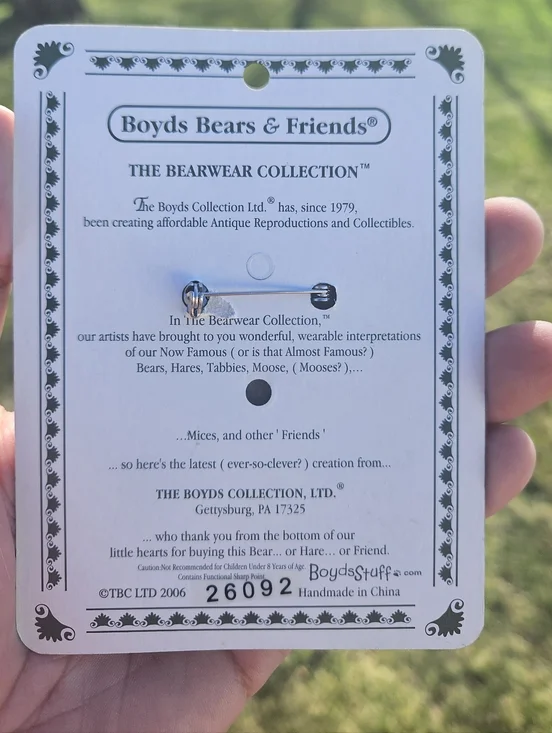 Boyds Bears & Friends®
THE BEARWEAR COLLECTION™
The Boyds Collection Ltd.® has, since 1979,
been creating affordable Antique Reproductions and Collectibles.
In The Bearwear Collection,™
our artists have brought to you wonderful, wearable interpretations
of our Now Famous ( or is that Almost Famous? )
Bears, Hares, Tabbies, Moose, ( Mooses? ),...
...Mices, and other ' Friends '
... so here's the latest ( ever-so-clever? ) creation from...
THE BOYDS COLLECTION, LTD.®
Gettysburg, PA 17325
... who thank you from the bottom of our
little hearts for buying this Bear... or Hare... or Friend.
Caution:Not Recommended for Children Under 8 Years of Age.
Contains Functional Sharp Point.
BoydsStuff.com
©TBC LTD 2006 26092 Handmade in China